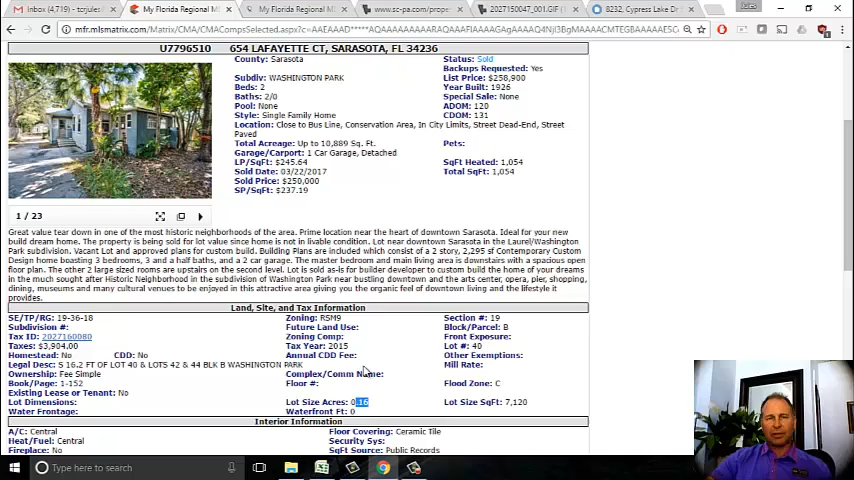 Inbox (4,719) - tcrjules
My Florida Regional MLS
My Florida Regional MLS
www.sc-pa.com/prope
2027150047_001.GIF (
B232, Cypress Lake Dr
Jules
mfr.mlsmatrix.com/Matrix/CMA/CMACompsSelected.aspx?c=
U7796510 654 LAFAYETTE CT, SARASOTA, FL 34236
County: Sarasota Status: Sold
Backups Requested: Yes
Subdiv: WASHINGTON PARK List Price: $258,900
Beds: 2 Year Built: 1926
Baths: 2/0 Special Sale: None
Pool: None ADOM: 120
Style: Single Family Home CDOM: 131
Location: Close to Bus Line, Conservation Area, In City Limits, Street Dead-End, Street
Paved
Total Acreage: Up to 10,889 Sq. Ft. Pets:
Garage/Carport: 1 Car Garage, Detached
LP/SqFt: $245.64 SqFt Heated: 1,054
Sold Date: 03/22/2017 Total SqFt: 1,054
Sold Price: $250,000
SP/SqFt: $237.19
1 / 23
Great value tear down in one of the most historic neighborhoods of the area. Prime location near the heart of downtown Sarasota. Ideal for your new
build dream home. The property is being sold for lot value since home is not in livable condition. Lot near downtown Sarasota in the Laurel/Washington
Park subdivision. Vacant Lot and approved plans for custom build. Building Plans are included which consist of a 2 story, 2,295 sf Contemporary Custom
Design home boasting 3 bedrooms, 3 and a half baths, and a 2 car garage. The master bedroom and main living area is downstairs with a spacious open
floor plan. The other 2 large sized rooms are upstairs on the second level. Lot is sold as-is for builder developer to custom build the home of your dreams
in the much sought after Historic Neighborhood in the subdivision of Washington Park near bustling downtown and the arts center, opera, pier, shopping,
dining, museums and many cultural venues to be enjoyed in this attractive area giving you the organic feel of downtown living and the lifestyle it
provides.
Land, Site, and Tax Information
SE/TP/RG: 19-36-18 Zoning: RSM9 Section #: 19
Subdivision #: Future Land Use: Block/Parcel: B
Tax ID: 2027160080 Zoning Comp: Front Exposure:
Taxes: $3,904.00 Tax Year: 2015 Lot #: 40
Homestead: No CDD: No Annual CDD Fee: Other Exemptions:
Legal Desc: S 16.2 FT OF LOT 40 & LOTS 42 & 44 BLK B WASHINGTON PARK Mill Rate:
Ownership: Fee Simple Complex/Comm Name:
Book/Page: 1-152 Floor #: Flood Zone: C
Existing Lease or Tenant: No
Lot Dimensions: Lot Size Acres: 0.16 Lot Size SqFt: 7,120
Water Frontage: Waterfront Ft: 0
Interior Information
A/C: Central Floor Covering: Ceramic Tile
Heat/Fuel: Central Security Sys:
Fireplace: No SqFt Source: Public Records
Type here to search